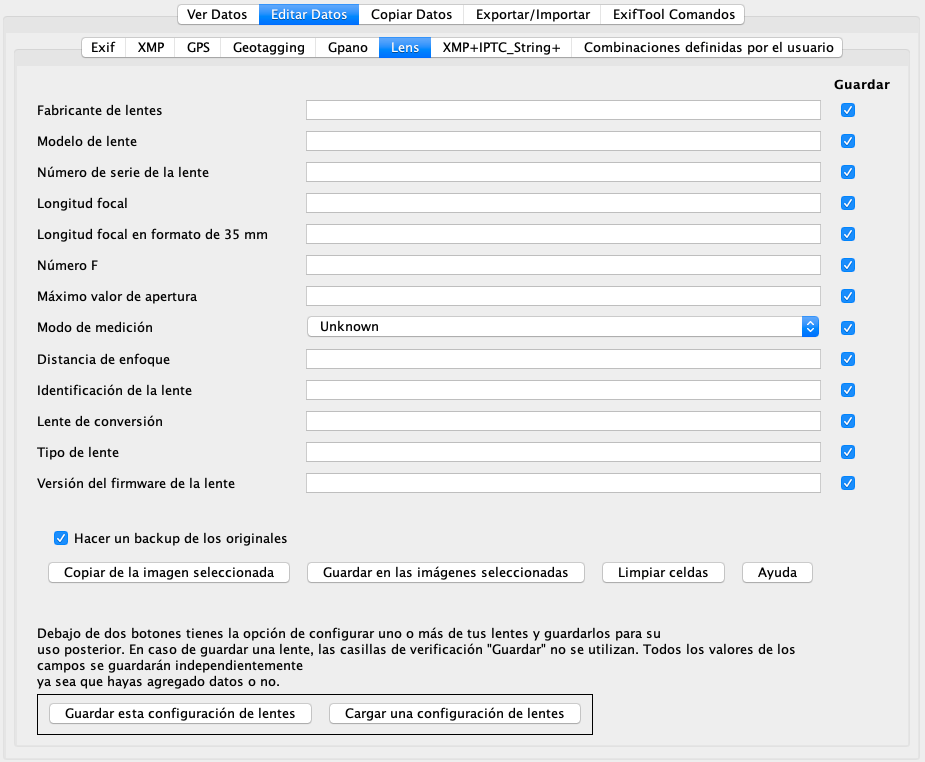 Ver Datos Editar Datos Copiar Datos Exportar/Importar ExifTool Comandos
Exif XMP GPS Geotagging Gpano Lens XMP+IPTC_String+ Combinaciones definidas por el usuario
Guardar
Fabricante de lentes
Modelo de lente
Número de serie de la lente
Longitud focal
Longitud focal en formato de 35 mm
Número F
Máximo valor de apertura
Modo de medición Unknown
Distancia de enfoque
Identificación de la lente
Lente de conversión
Tipo de lente
Versión del firmware de la lente
Hacer un backup de los originales
Copiar de la imagen seleccionada Guardar en las imágenes seleccionadas Limpiar celdas Ayuda
Debajo de dos botones tienes la opción de configurar uno o más de tus lentes y guardarlos para su
uso posterior. En caso de guardar una lente, las casillas de verificación "Guardar" no se utilizan. Todos los valores de los
campos se guardarán independientemente
ya sea que hayas agregado datos o no.
Guardar esta configuración de lentes Cargar una configuración de lentes